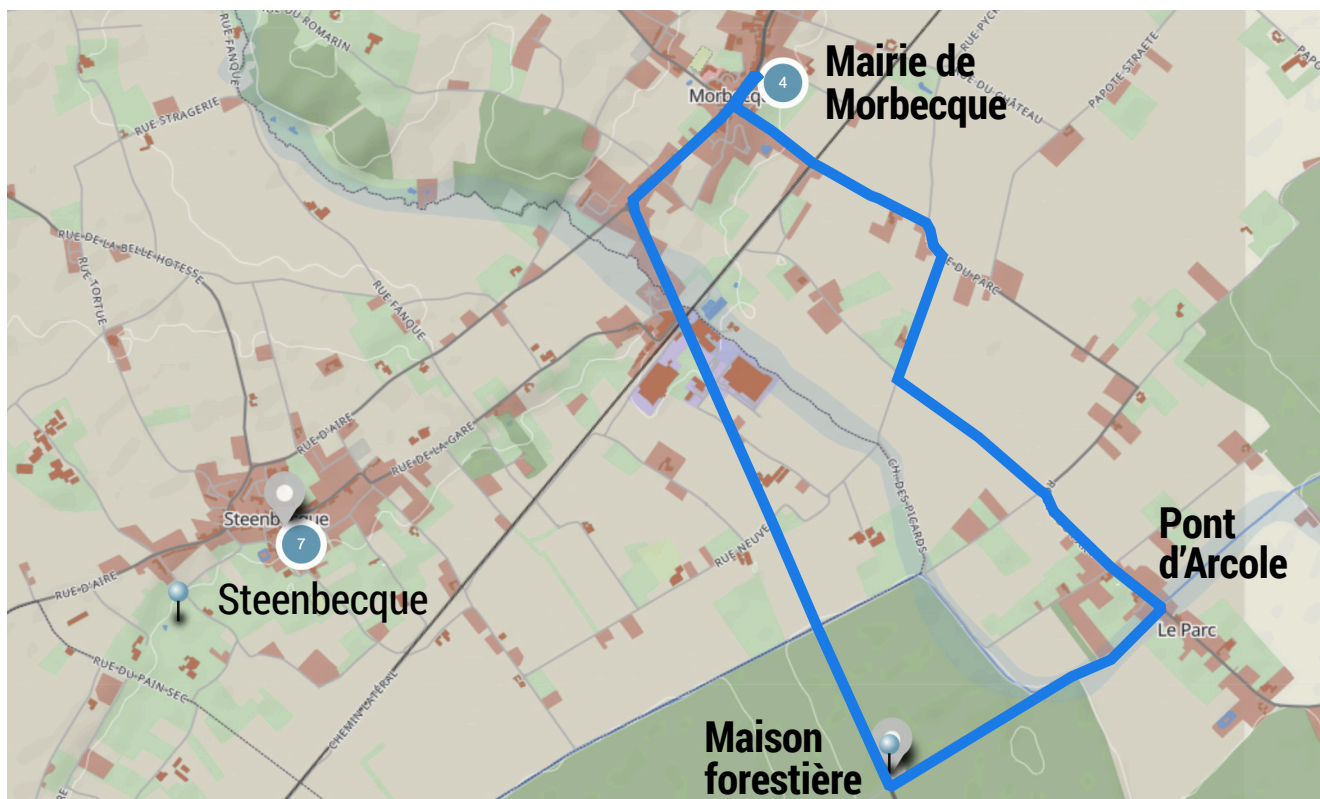 RUE DU ROMARIN
RUE FANQUE
RUE PYCK
PAPOTE STRAETE
Mairie de
Morbecque
4
RUE DU CHÂTEAU
RUE STRAGERIE
RUE DE LA BELLE HOTESSE
RUE TORTUE
RUE FANQUE
DU PARC
RUE D'AIRE
RUE DE LA GARE
CH. DES PICARDS
Steenbecque
7
RUE NEUVE
Pont
d'Arcole
RUE D'AIRE
Steenbecque
Le Parc
RUE DU PAIN SEC
CHEMIN LATÉRAL
Maison
forestière